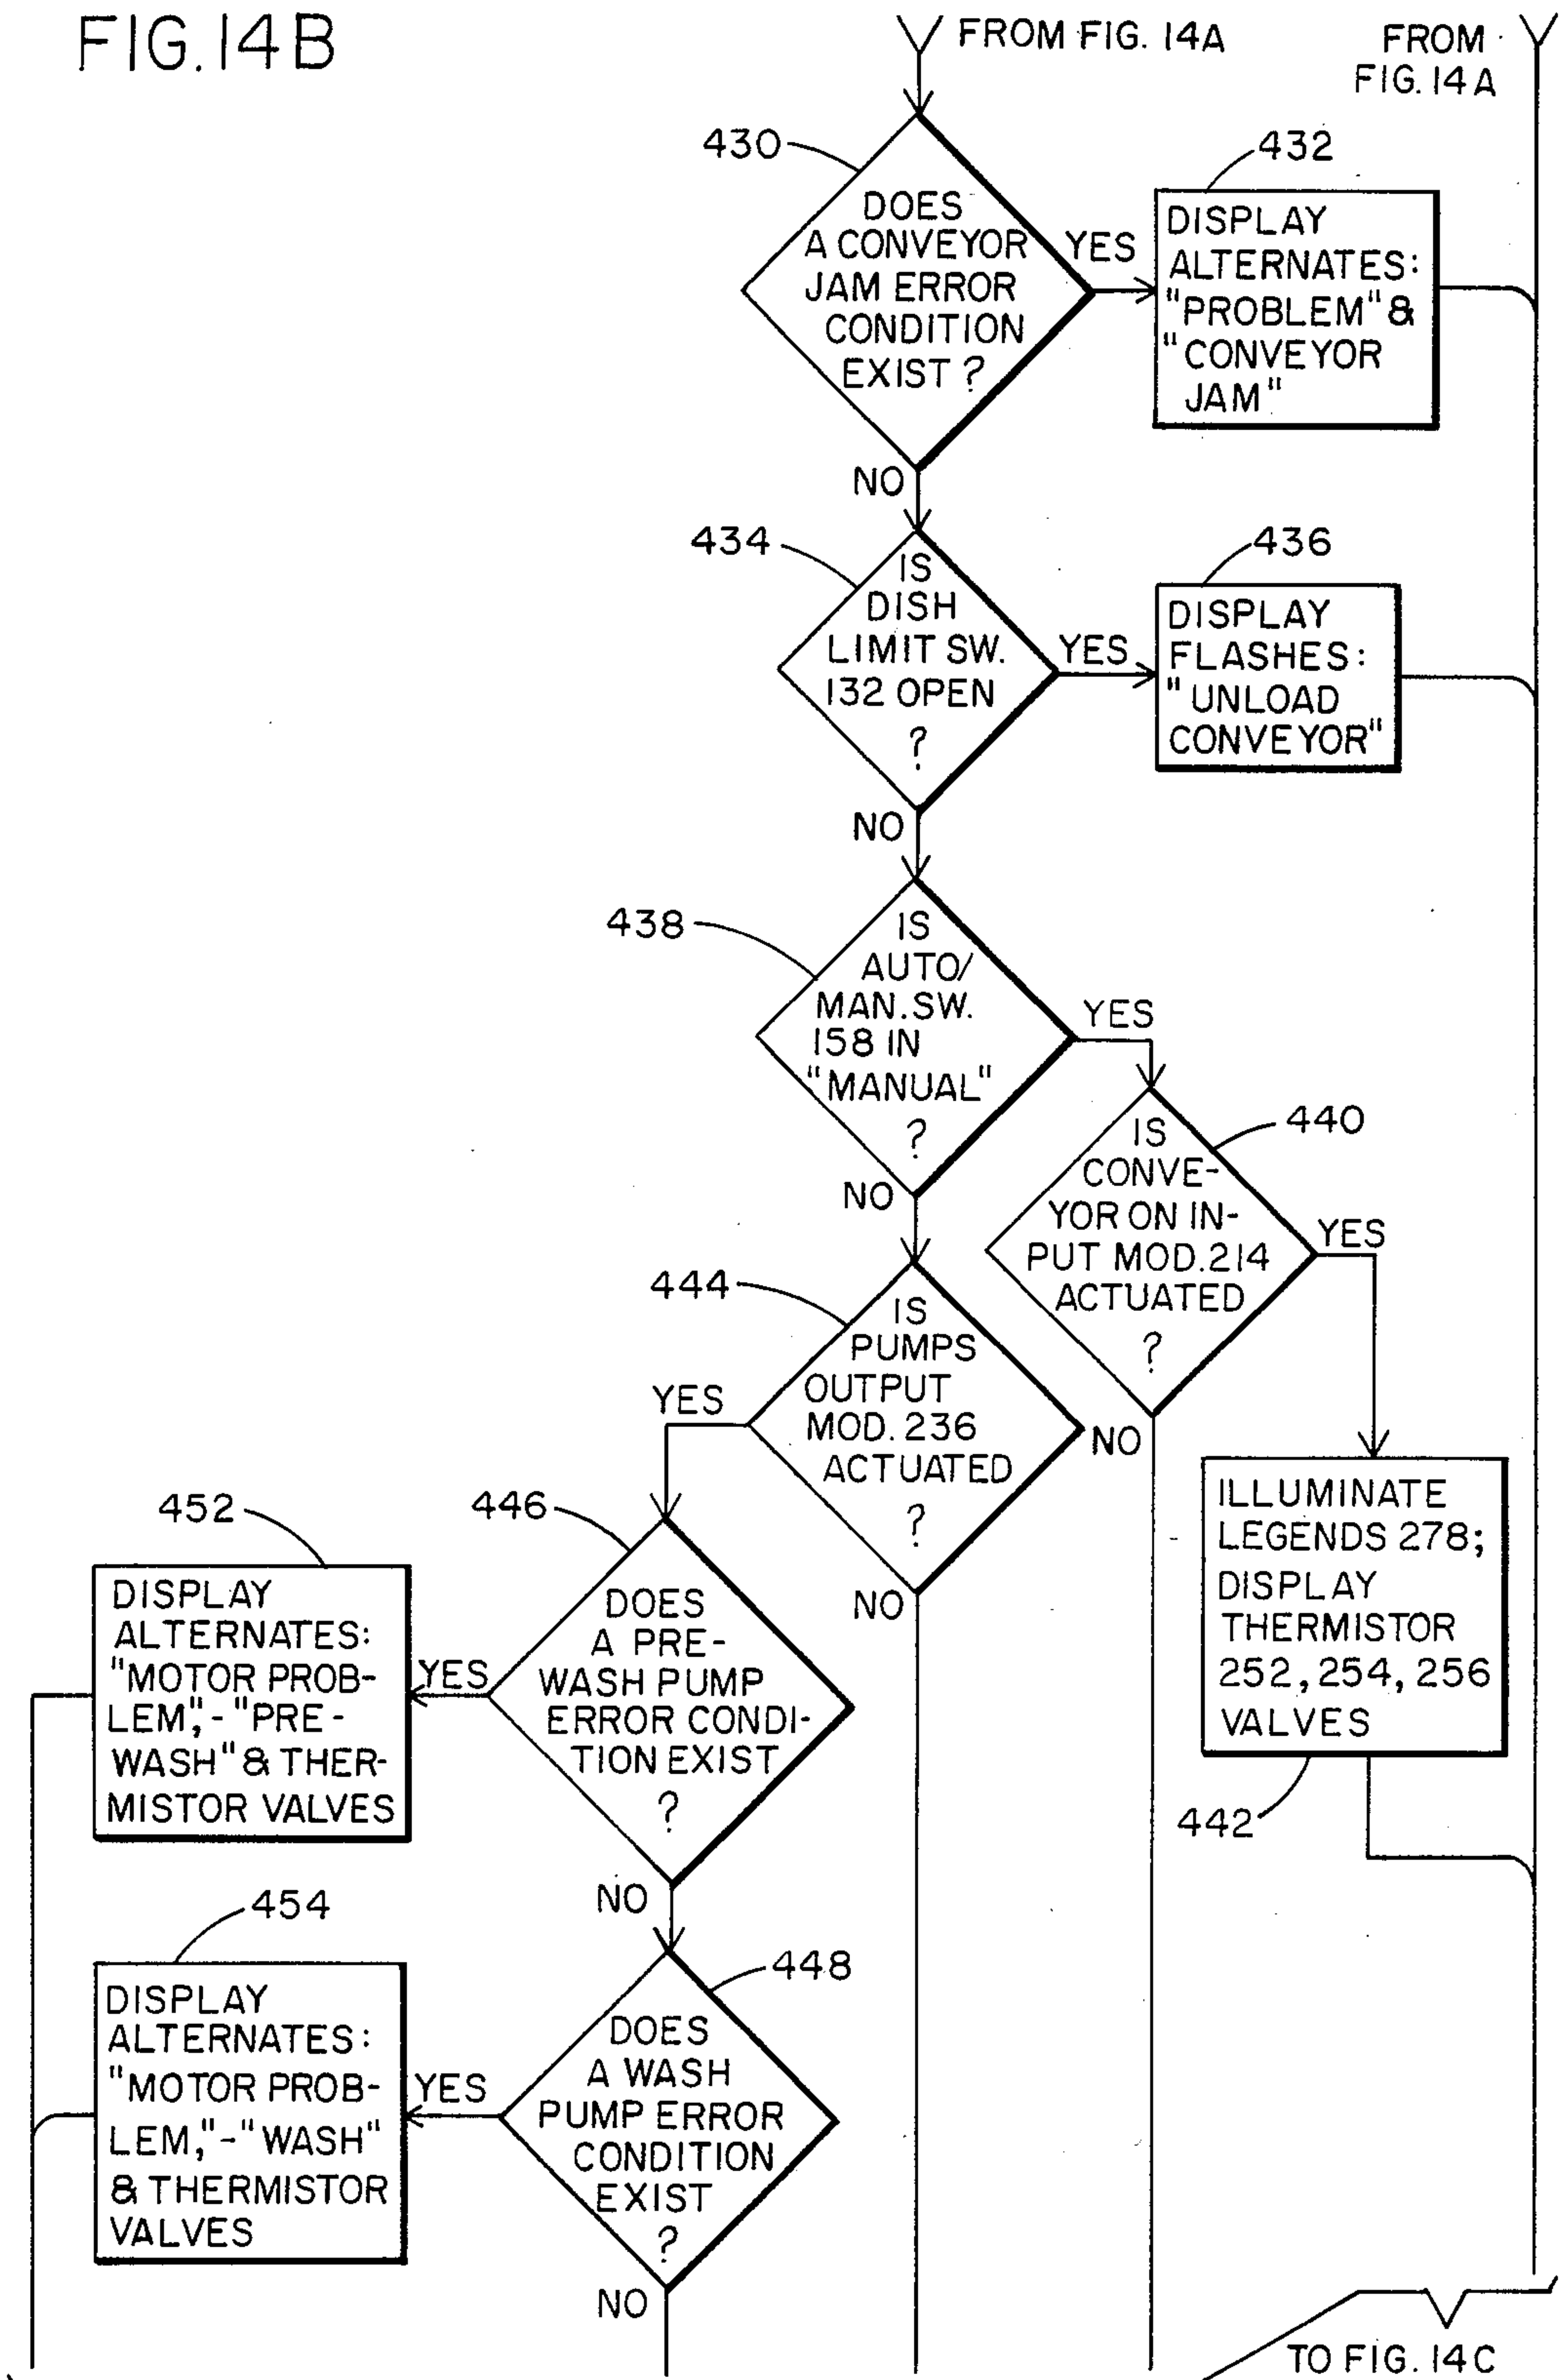 FIG. 14B
FROM FIG. 14A
FROM
FIG. 14A
430
DOES
A CONVEYOR
JAM ERROR
CONDITION
EXIST ?
YES
NO
432
DISPLAY
ALTERNATES:
"PROBLEM" &
"CONVEYOR
JAM"
434
IS
DISH
LIMIT SW.
132 OPEN
?
YES
NO
436
DISPLAY
FLASHES:
"UNLOAD
CONVEYOR"
438
IS
AUTO/
MAN. SW.
158 IN
"MANUAL"
?
YES
NO
440
IS
CONVE-
YOR ON IN-
PUT MOD. 214
ACTUATED
?
YES
NO
444
IS
PUMPS
OUTPUT
MOD. 236
ACTUATED
?
YES
NO
ILLUMINATE
LEGENDS 278;
DISPLAY
THERMISTOR
252, 254, 256
VALVES
442
446
DOES
A PRE-
WASH PUMP
ERROR CONDI-
TION EXIST
?
YES
NO
452
DISPLAY
ALTERNATES:
"MOTOR PROB-
LEM",-"PRE-
WASH" & THER-
MISTOR VALVES
448
DOES
A WASH
PUMP ERROR
CONDITION
EXIST
?
YES
NO
454
DISPLAY
ALTERNATES:
"MOTOR PROB-
LEM,"-"WASH"
& THERMISTOR
VALVES
TO FIG. 14C